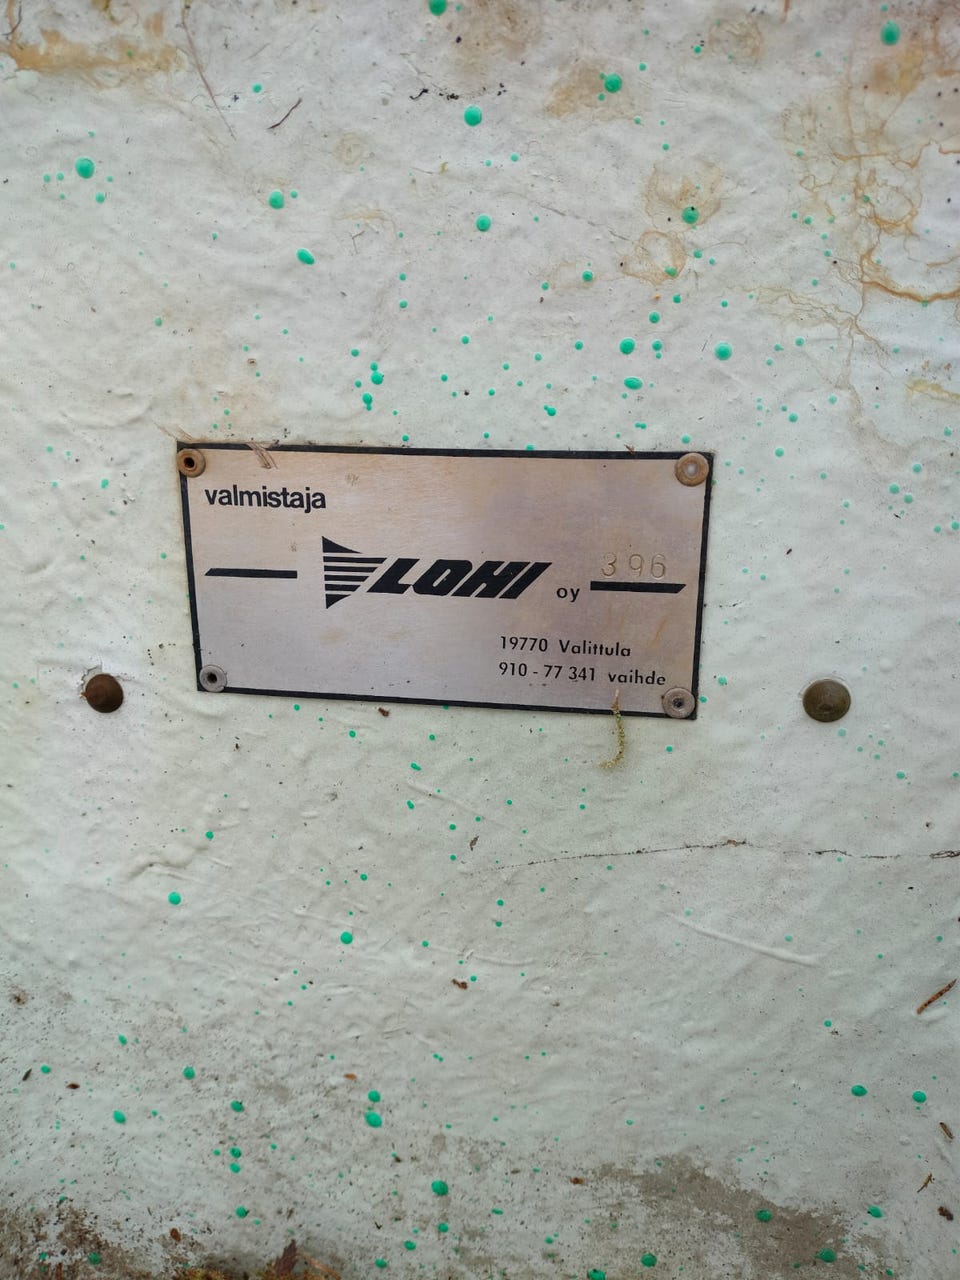 valmistaja
LOHI oy 396
19770 Valittula
910 - 77 341 vaihde